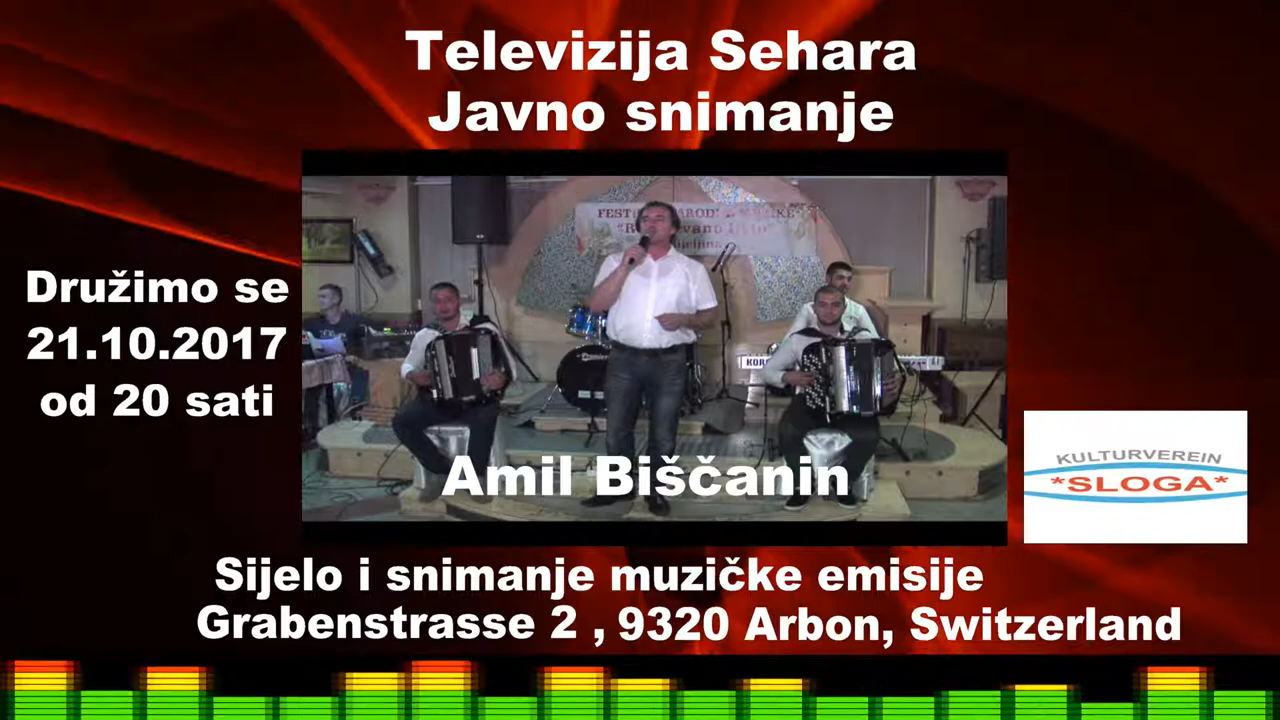 Televizija Sehara
Javno snimanje
Družimo se
21.10.2017
od 20 sati
KORG
Amil Biščanin
KULTURVEREIN
*SLOGA*
Sijelo i snimanje muzičke emisije
Grabenstrasse 2 , 9320 Arbon, Switzerland